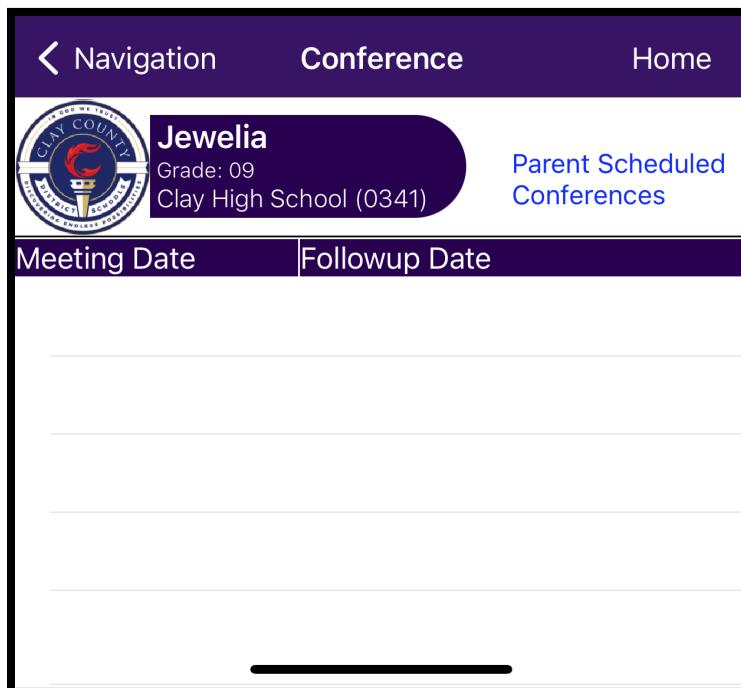 Navigation
Conference
Home
IN GOD WE TRUST
CLAY COUNTY
DISTRICT SCHOOLS
DISCOVERING ENDLESS POSSIBILITIES
Jewelia
Grade: 09
Clay High School (0341)
Parent Scheduled
Conferences
Meeting Date
Followup Date